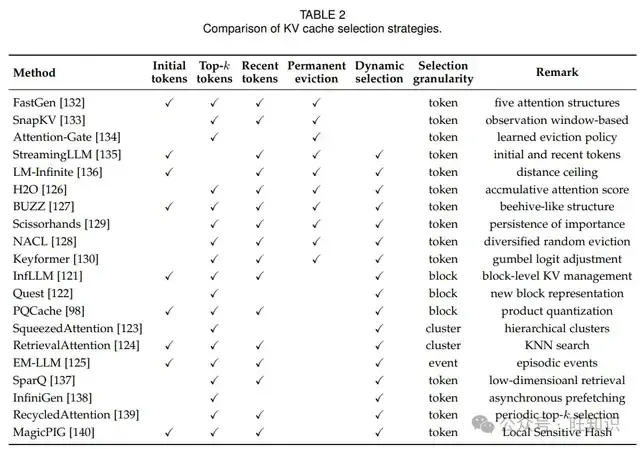 TABLE 2
Comparison of KV cache selection strategies.
Method Initial tokens Top-k tokens Recent tokens Permanent eviction Dynamic selection Selection granularity Remark
FastGen [132] ✓ ✓ ✓ ✓ token five attention structures
SnapKV [133] ✓ ✓ ✓ token observation window-based
Attention-Gate [134] ✓ ✓ token learned eviction policy
StreamingLLM [135] ✓ ✓ ✓ ✓ token initial and recent tokens
LM-Infinite [136] ✓ ✓ ✓ ✓ token distance ceiling
H2O [126] ✓ ✓ ✓ ✓ token accmulative attention score
BUZZ [127] ✓ ✓ ✓ ✓ ✓ token beehive-like structure
Scissorhands [129] ✓ ✓ ✓ ✓ token persistence of importance
NACL [128] ✓ ✓ ✓ ✓ token diversified random eviction
Keyformer [130] ✓ ✓ ✓ ✓ token gumbel logit adjustment
InfLLM [121] ✓ ✓ ✓ ✓ block block-level KV management
Quest [122] ✓ ✓ block new block representation
PQCache [98] ✓ ✓ ✓ ✓ block product quantization
SqueezedAttention [123] ✓ ✓ cluster hierarchical clusters
RetrievalAttention [124] ✓ ✓ ✓ ✓ cluster KNN search
EM-LLM [125] ✓ ✓ ✓ ✓ event episodic events
SparQ [137] ✓ ✓ ✓ token low-dimensioanl retrieval
InfiniGen [138] ✓ ✓ token asynchronous prefetching
RecycledAttention [139] ✓ ✓ ✓ token periodic top-k selection
MagicPIG [140] ✓ ✓ ✓ ✓ token Local Sensitive Hash
公众号·旺知识